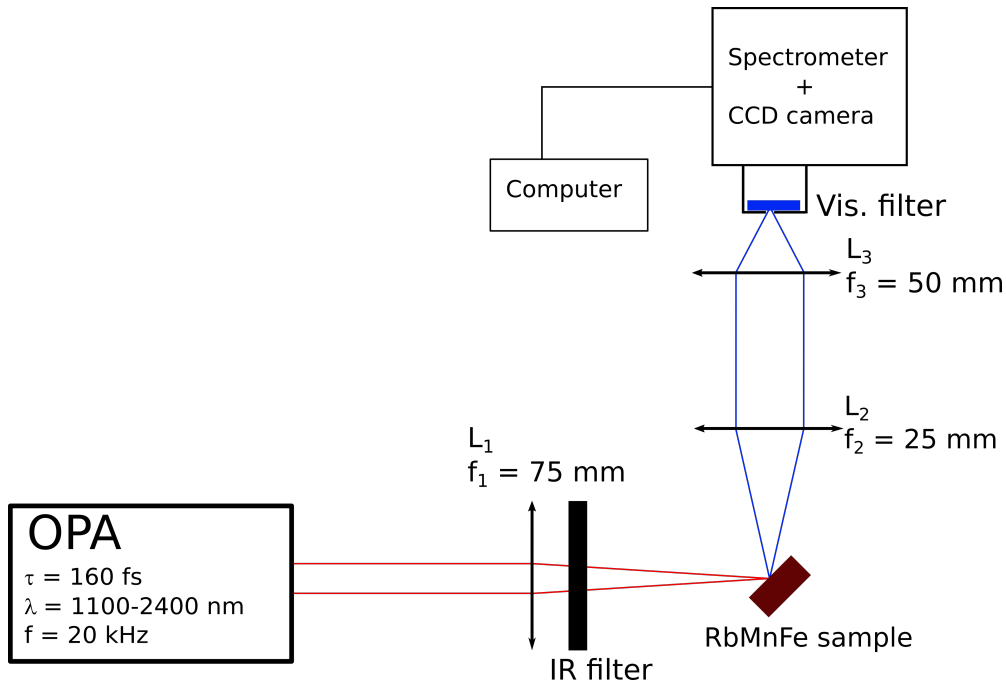 Spectrometer
+
CCD camera
Computer
Vis. filter
L₃
f₃ = 50 mm
L₂
f₂ = 25 mm
L₁
f₁ = 75 mm
OPA
τ = 160 fs
λ = 1100-2400 nm
f = 20 kHz
RbMnFe sample
IR filter